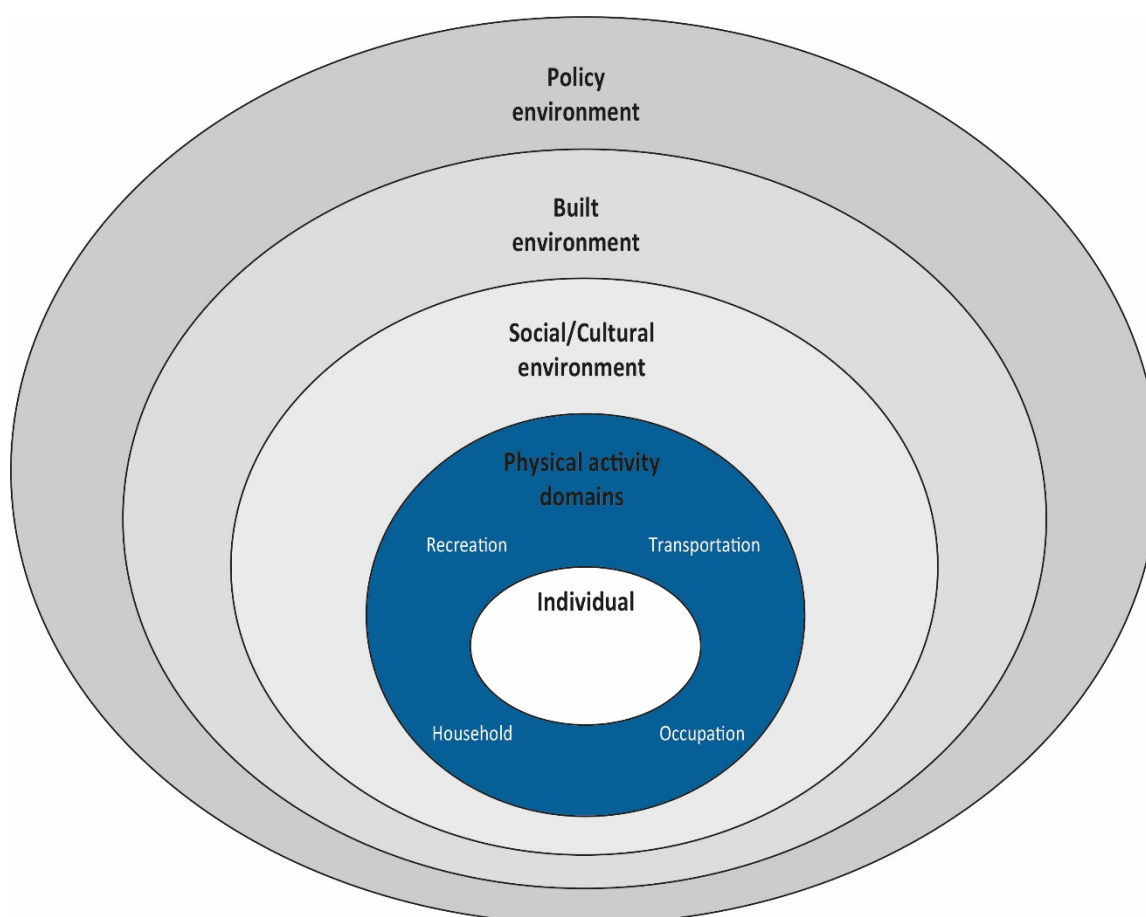 Policy
environment
Built
environment
Social/Cultural
environment
Physical activity
domains
Recreation
Transportation
Individual
Household
Occupation